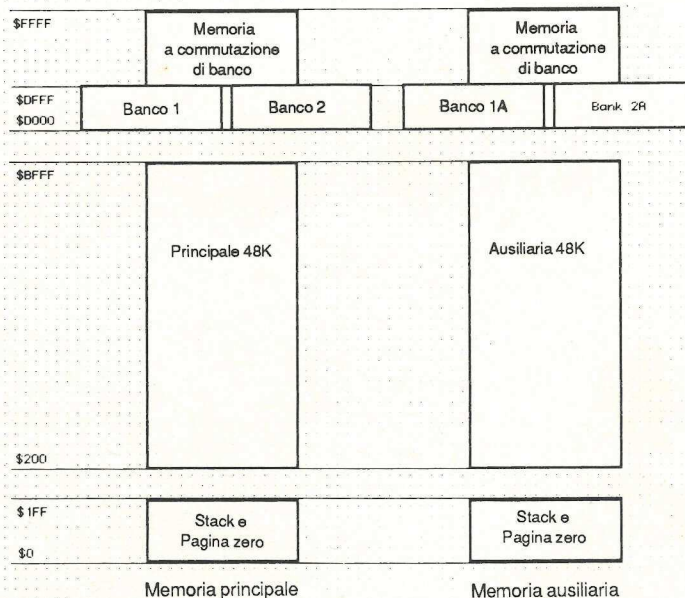 $FFFF
Memoria
a commutazione
di banco
Memoria
a commutazione
di banco
$DFFF
$D000
Banco 1
Banco 2
Banco 1A
Bank 2A
$BFFF
Principale 48K
Ausiliaria 48K
$200
$1FF
$0
Stack e
Pagina zero
Stack e
Pagina zero
Memoria principale
Memoria ausiliaria